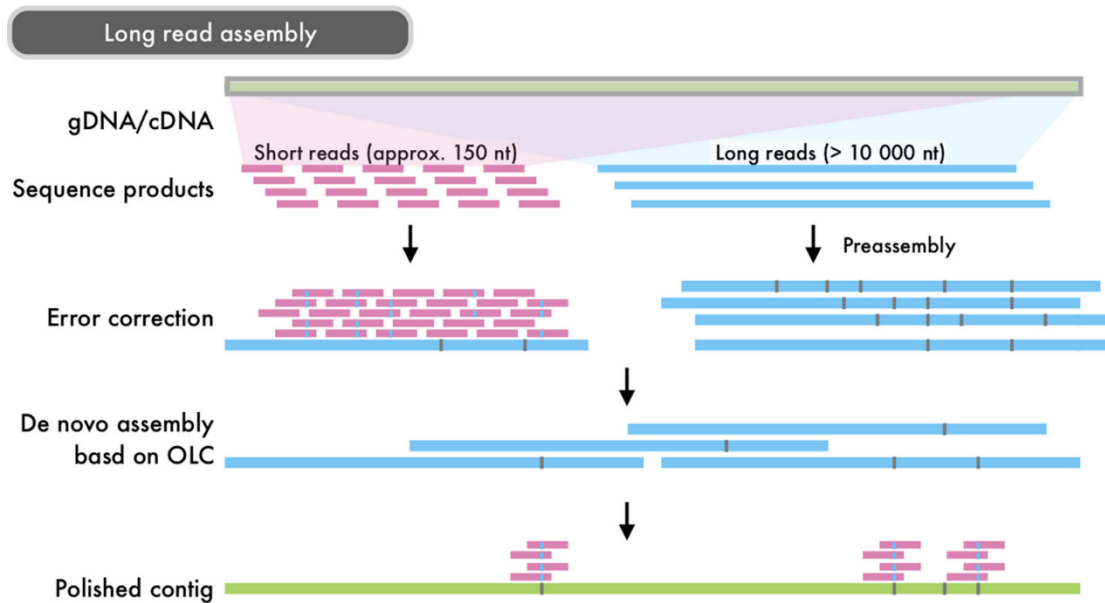 Long read assembly
gDNA/cDNA
Short reads (approx. 150 nt)
Long reads (> 10 000 nt)
Sequence products
Preassembly
Error correction
De novo assembly
basd on OLC
Polished contig